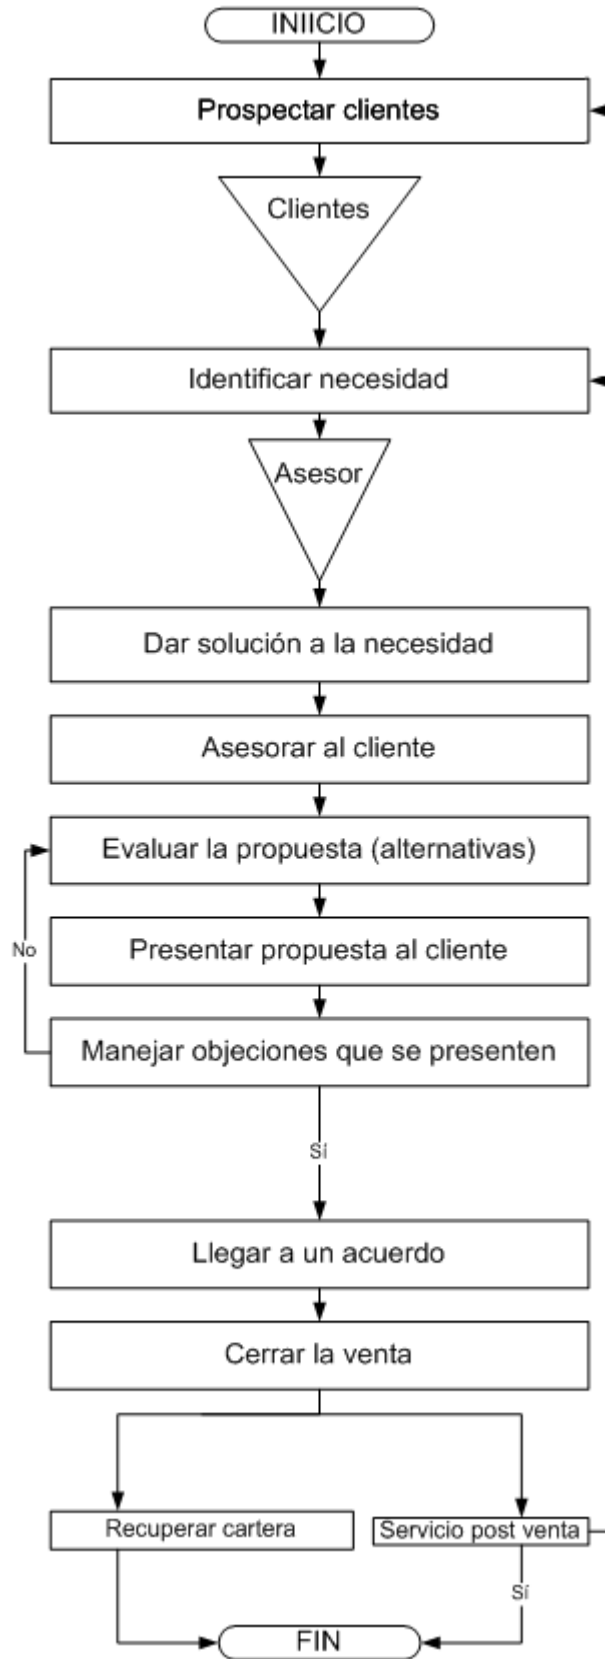 INIICIO
Prospectar clientes
Clientes
Identificar necesidad
Asesor
Dar solución a la necesidad
Asesorar al cliente
Evaluar la propuesta (alternativas)
No
Presentar propuesta al cliente
Manejar objeciones que se presenten
Sí
Llegar a un acuerdo
Cerrar la venta
Recuperar cartera
Servicio post venta
Sí
FIN